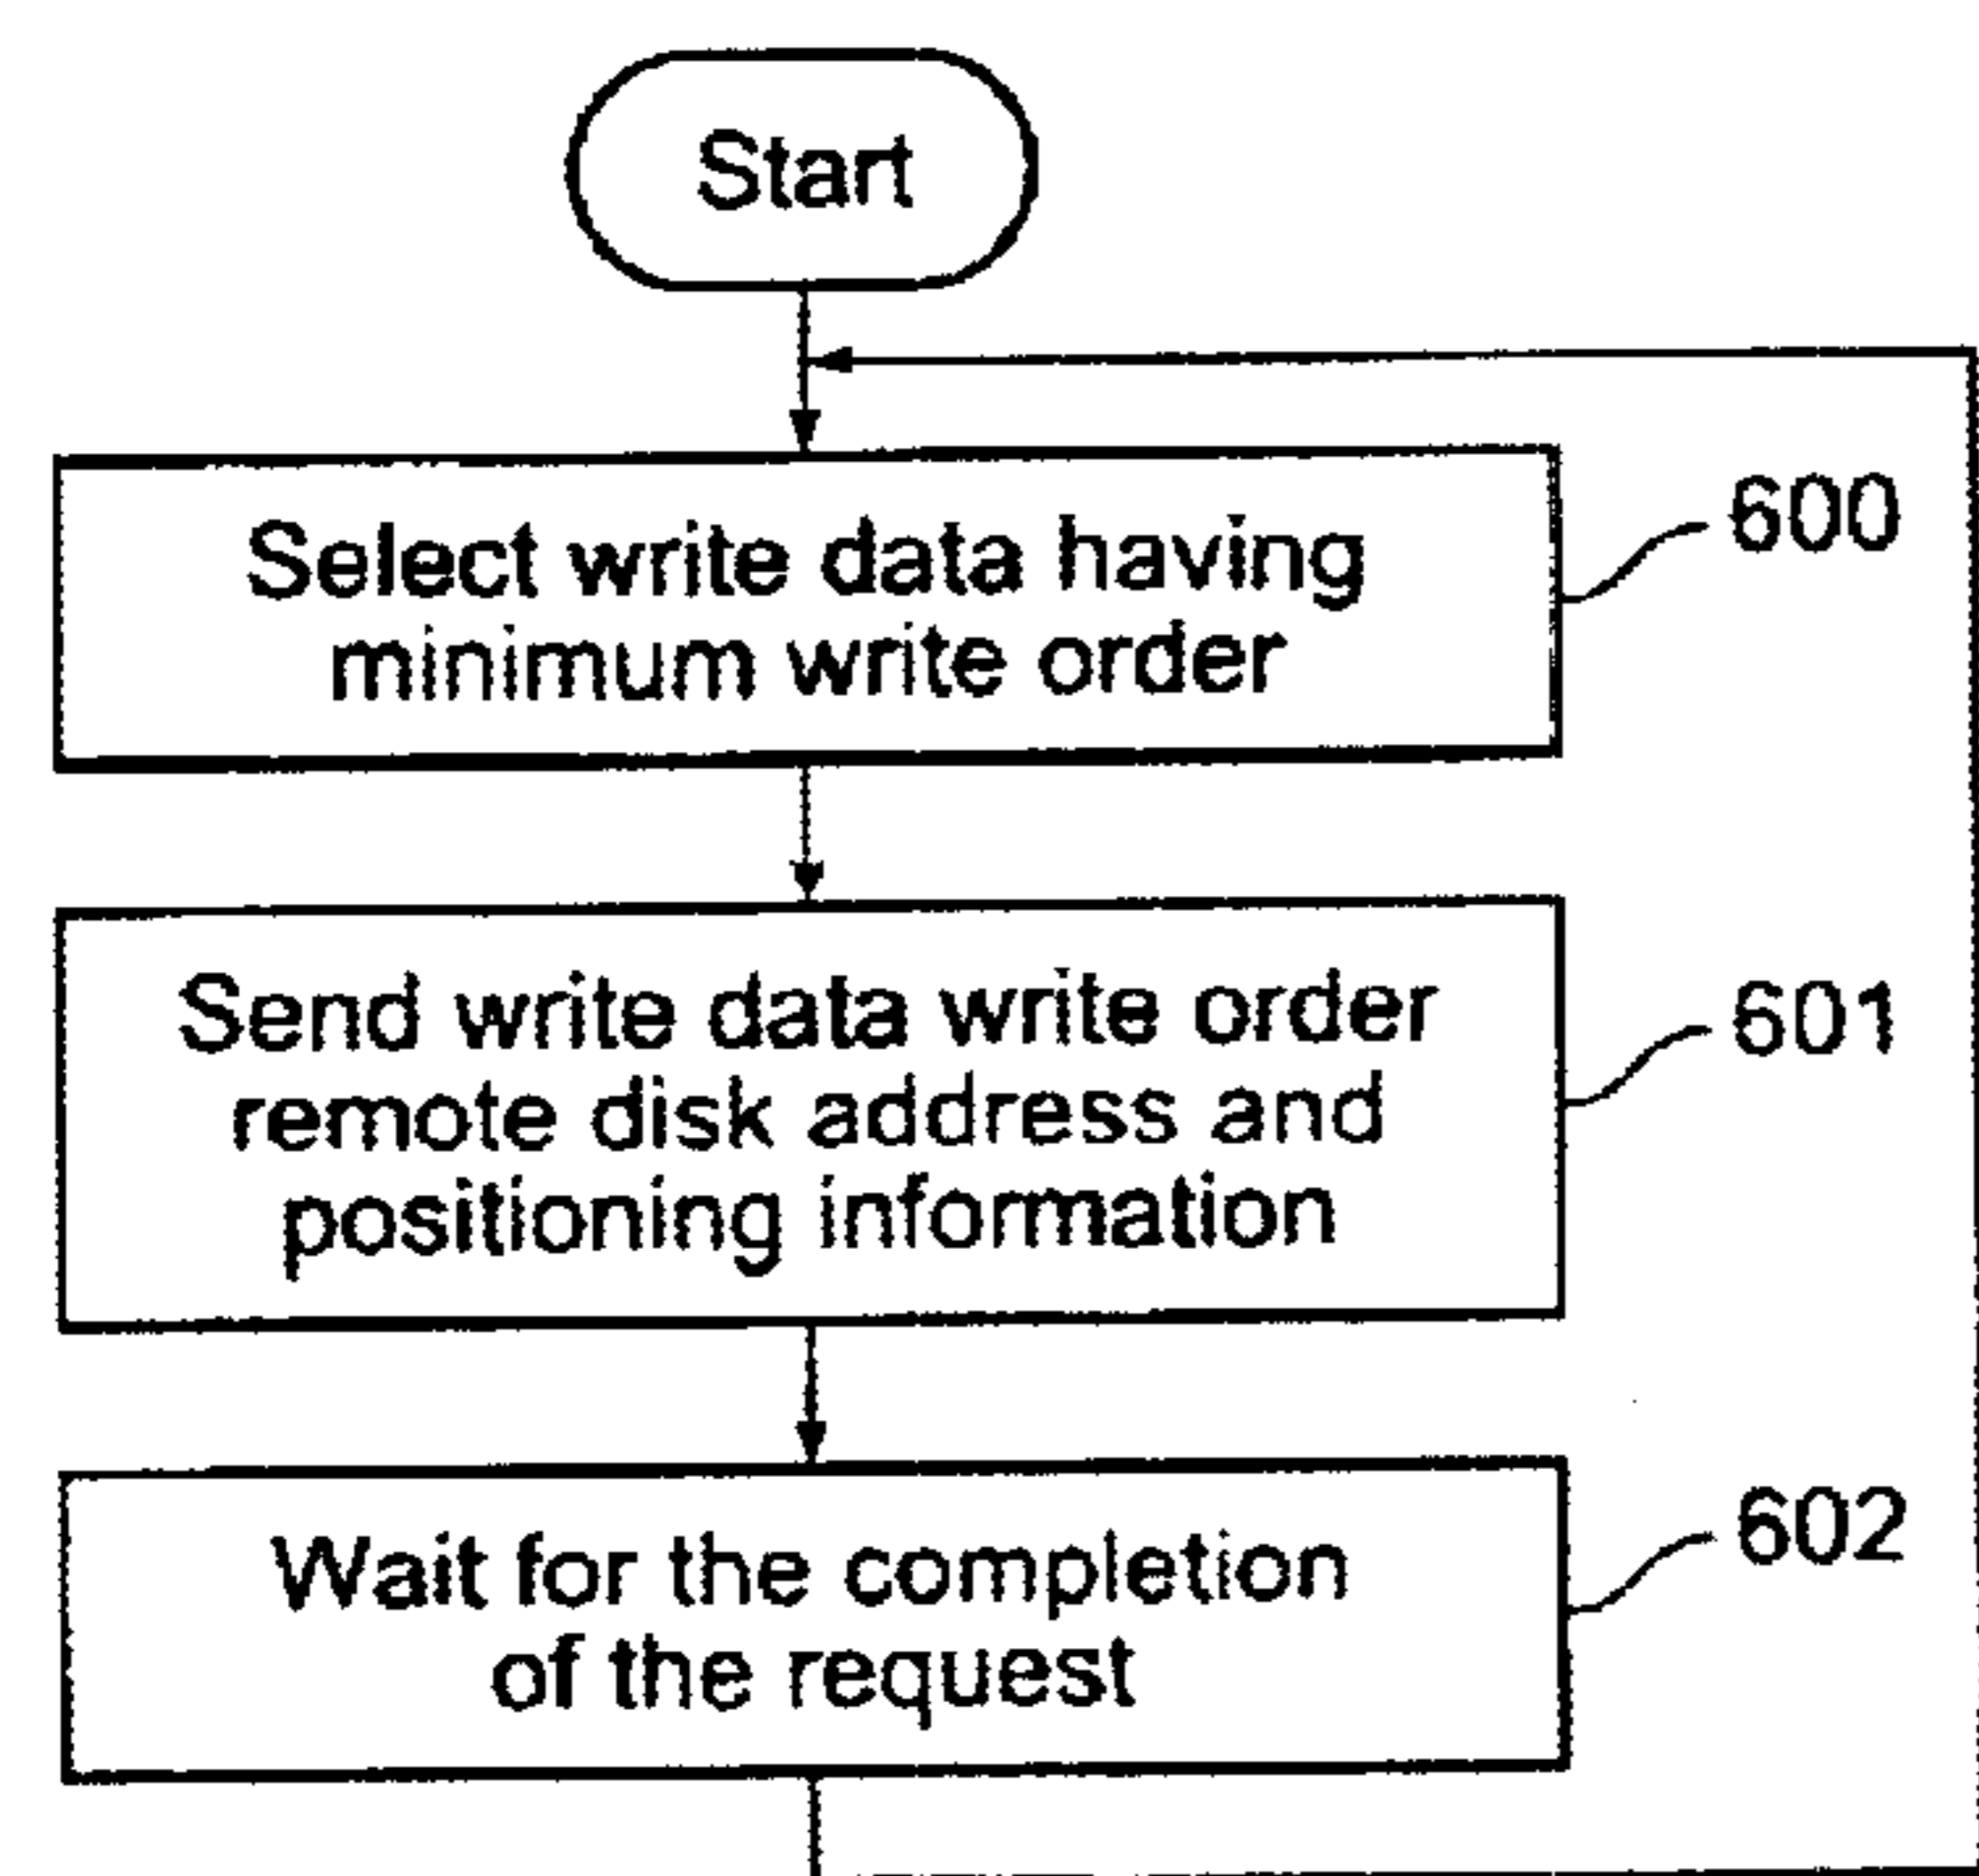 Start
Select write data having
minimum write order
600
Send write data write order
remote disk address and
positioning information
601
Wait for the completion
of the request
602